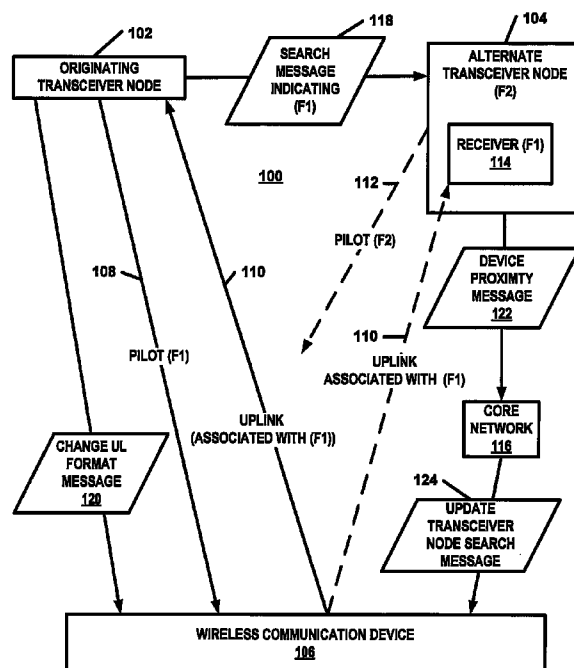 102
ORIGINATING
TRANSCEIVER NODE
118
SEARCH
MESSAGE
INDICATING
(F1)
104
ALTERNATE
TRANSCEIVER NODE
(F2)
RECEIVER (F1)
114
100
112
PILOT (F2)
108
110
PILOT (F1)
DEVICE
PROXIMTY
MESSAGE
122
110
UPLINK
ASSOCIATED WITH (F1)
UPLINK
(ASSOCIATED WITH (F1))
CORE
NETWORK
116
CHANGE UL
FORMAT
MESSAGE
120
124
UPDATE
TRANSCEIVER
NODE SEARCH
MESSAGE
WIRELESS COMMUNICATION DEVICE
106